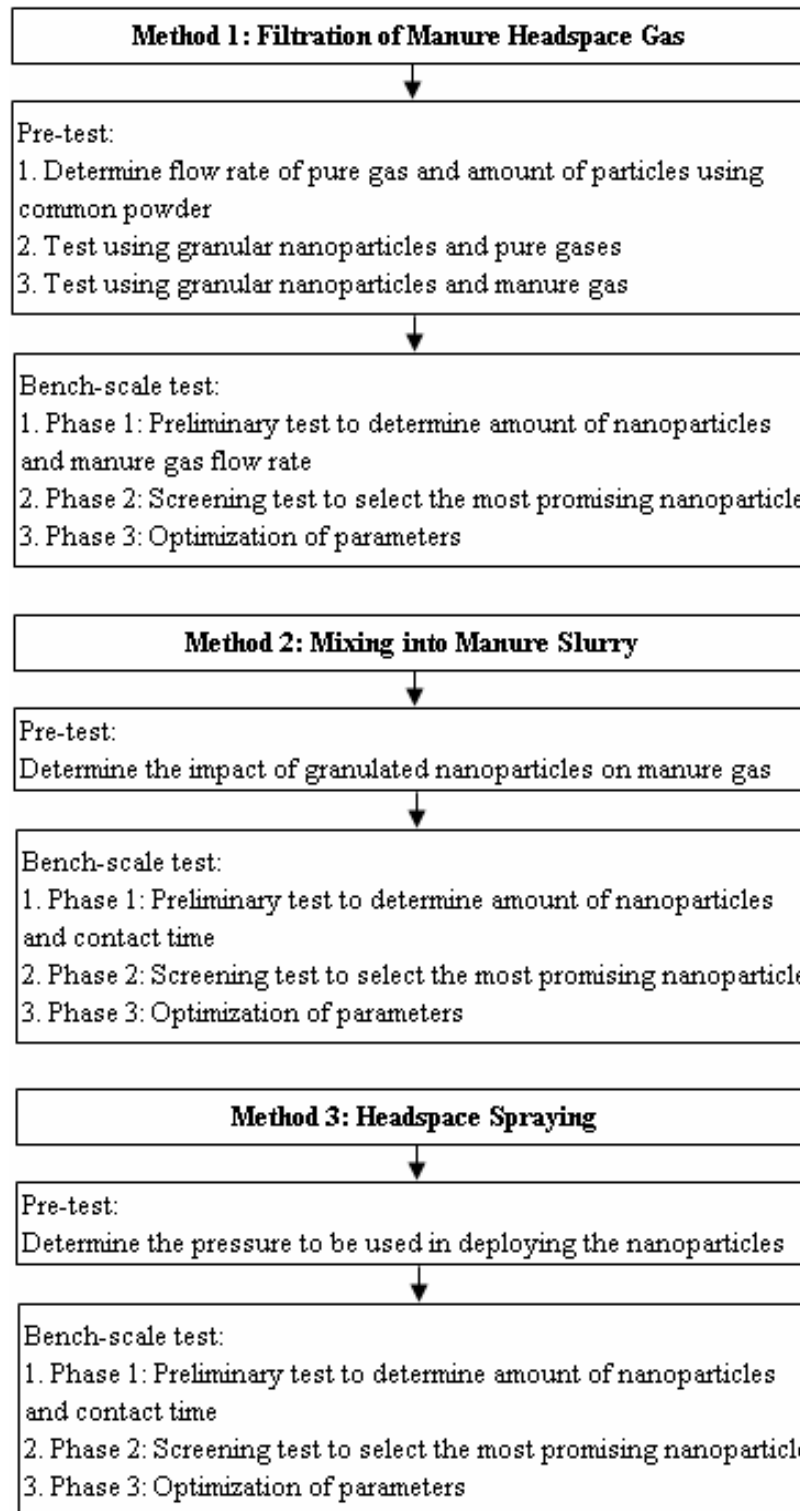 Method 1: Filtration of Manure Headspace Gas
Pre-test:
1. Determine flow rate of pure gas and amount of particles using
common powder
2. Test using granular nanoparticles and pure gases
3. Test using granular nanoparticles and manure gas
Bench-scale test:
1. Phase 1: Preliminary test to determine amount of nanoparticles
and manure gas flow rate
2. Phase 2: Screening test to select the most promising nanoparticle
3. Phase 3: Optimization of parameters
Method 2: Mixing into Manure Slurry
Pre-test:
Determine the impact of granulated nanoparticles on manure gas
Bench-scale test:
1. Phase 1: Preliminary test to determine amount of nanoparticles
and contact time
2. Phase 2: Screening test to select the most promising nanoparticle
3. Phase 3: Optimization of parameters
Method 3: Headspace Spraying
Pre-test:
Determine the pressure to be used in deploying the nanoparticles
Bench-scale test:
1. Phase 1: Preliminary test to determine amount of nanoparticles
and contact time
2. Phase 2: Screening test to select the most promising nanoparticl
3. Phase 3: Optimization of parameters